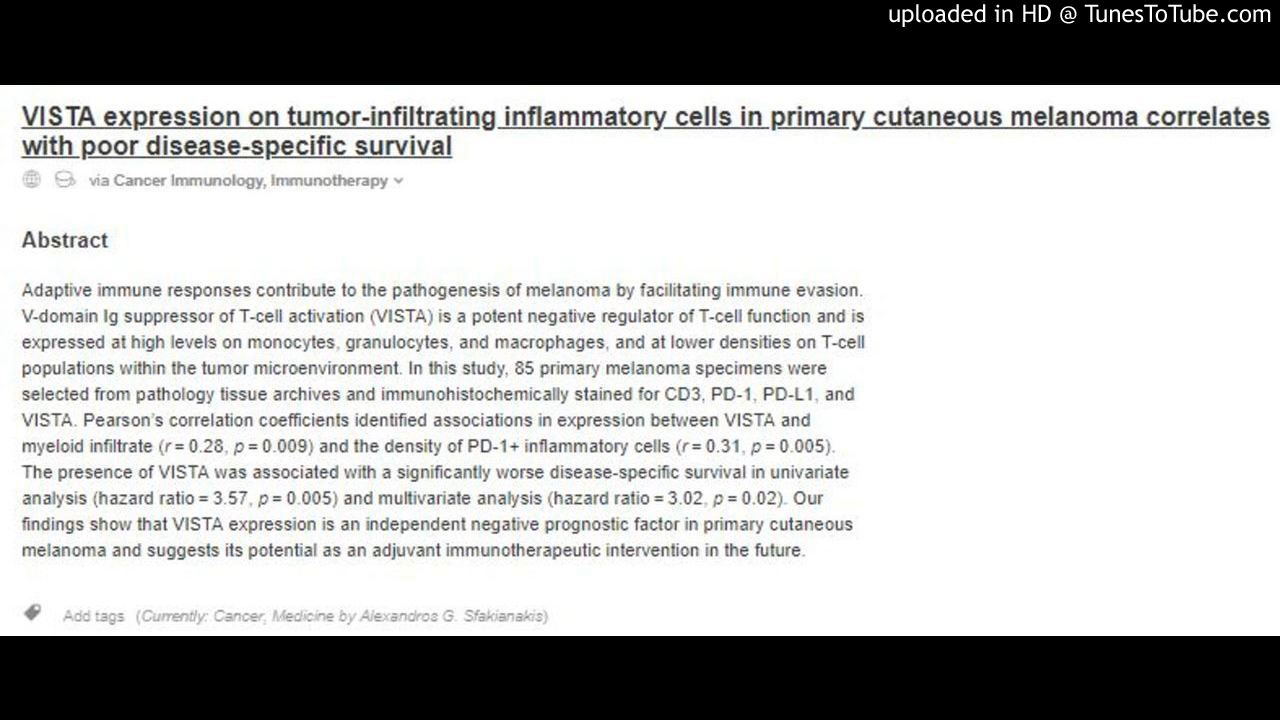 uploaded in HD @ TunesToTube.com
VISTA expression on tumor-infiltrating inflammatory cells in primary cutaneous melanoma correlates
with poor disease-specific survival
via Cancer Immunology, Immunotherapy
Abstract
Adaptive immune responses contribute to the pathogenesis of melanoma by facilitating immune evasion.
V-domain Ig suppressor of T-cell activation (VISTA) is a potent negative regulator of T-cell function and is
expressed at high levels on monocytes, granulocytes, and macrophages, and at lower densities on T-cell
populations within the tumor microenvironment. In this study, 85 primary melanoma specimens were
selected from pathology tissue archives and immunohistochemically stained for CD3, PD-1, PD-L1, and
VISTA. Pearson's correlation coefficients identified associations in expression between VISTA and
myeloid infiltrate (r = 0.28, p = 0.009) and the density of PD-1+ inflammatory cells (r = 0.31, p = 0.005).
The presence of VISTA was associated with a significantly worse disease-specific survival in univariate
analysis (hazard ratio = 3.57, p = 0.005) and multivariate analysis (hazard ratio = 3.02, p = 0.02). Our
findings show that VISTA expression is an independent negative prognostic factor in primary cutaneous
melanoma and suggests its potential as an adjuvant immunotherapeutic intervention in the future.
Add tags (Currently: Cancer, Medicine by Alexandros G. Sfakianakis)